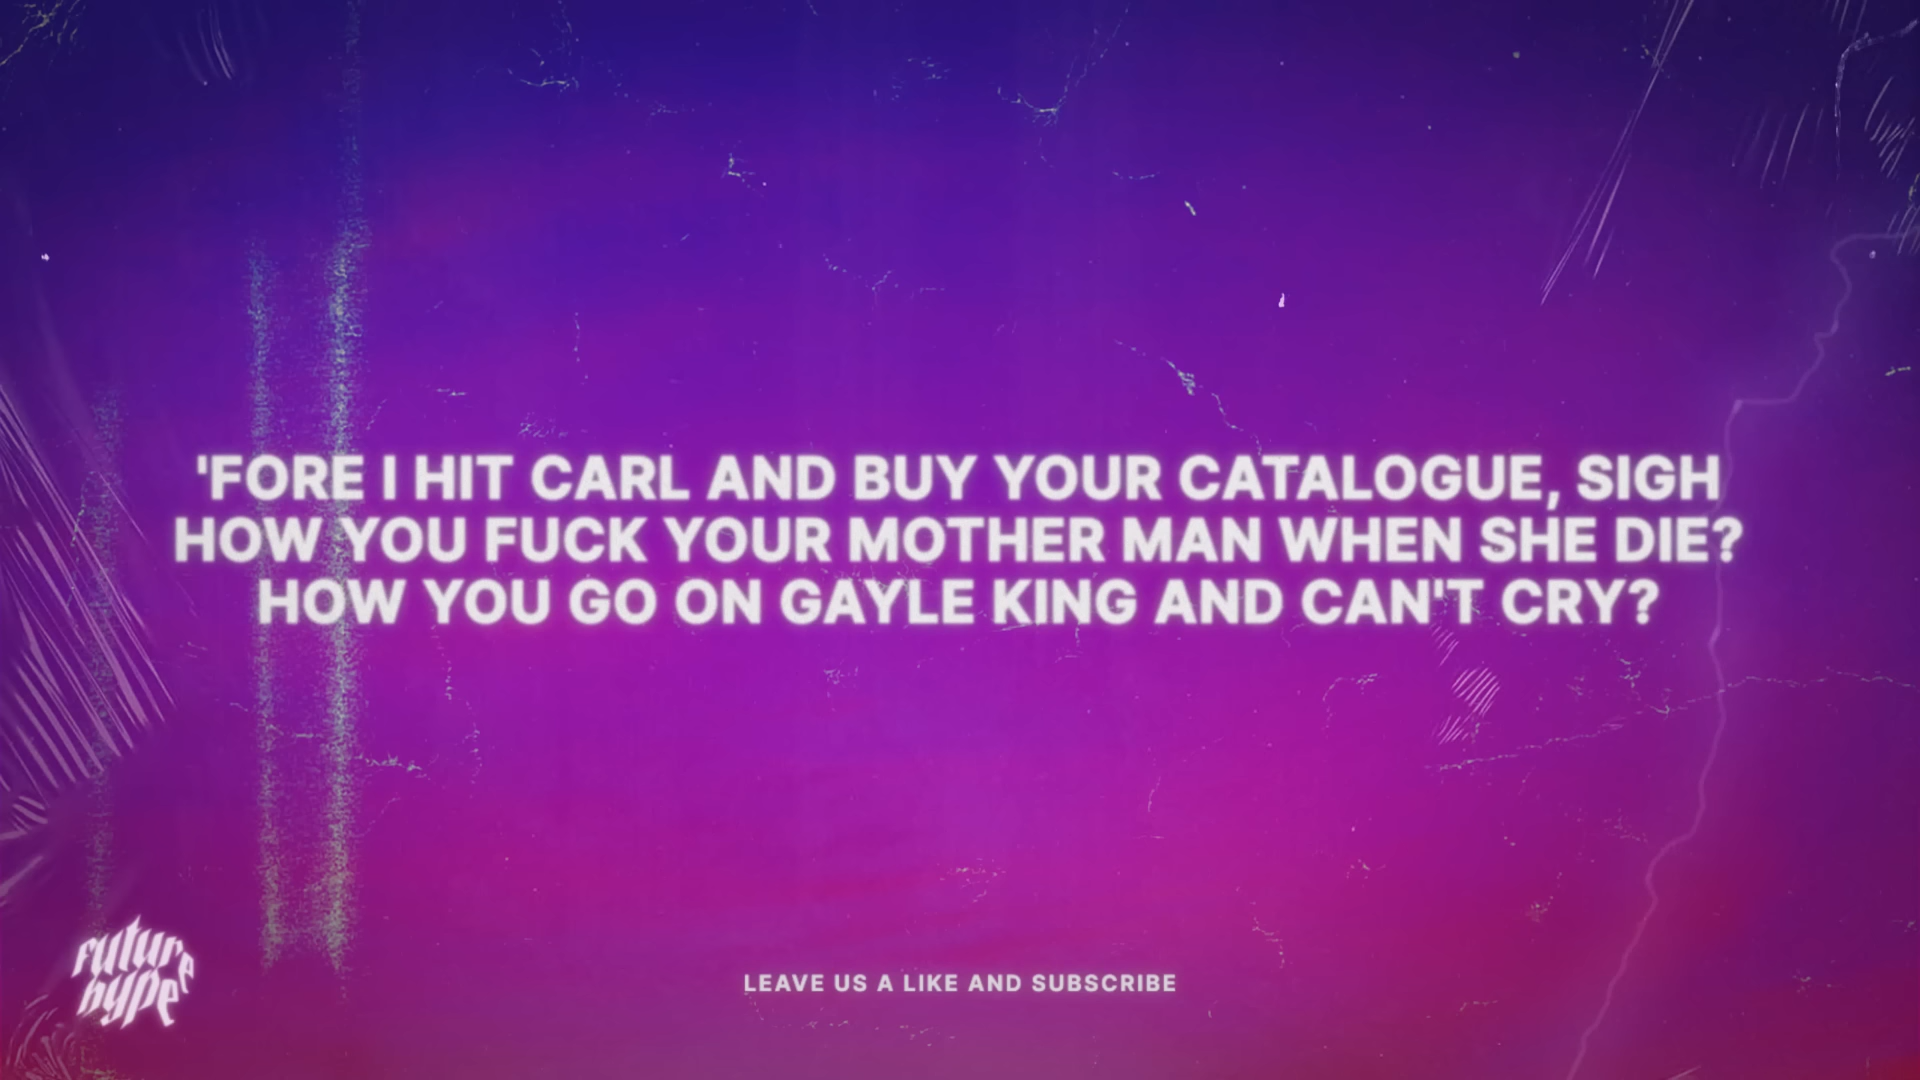 'FORE I HIT CARL AND BUY YOUR CATALOGUE, SIGH
HOW YOU FUCK YOUR MOTHER MAN WHEN SHE DIE?
HOW YOU GO ON GAYLE KING AND CAN'T CRY?
future
hype
LEAVE US A LIKE AND SUBSCRIBE